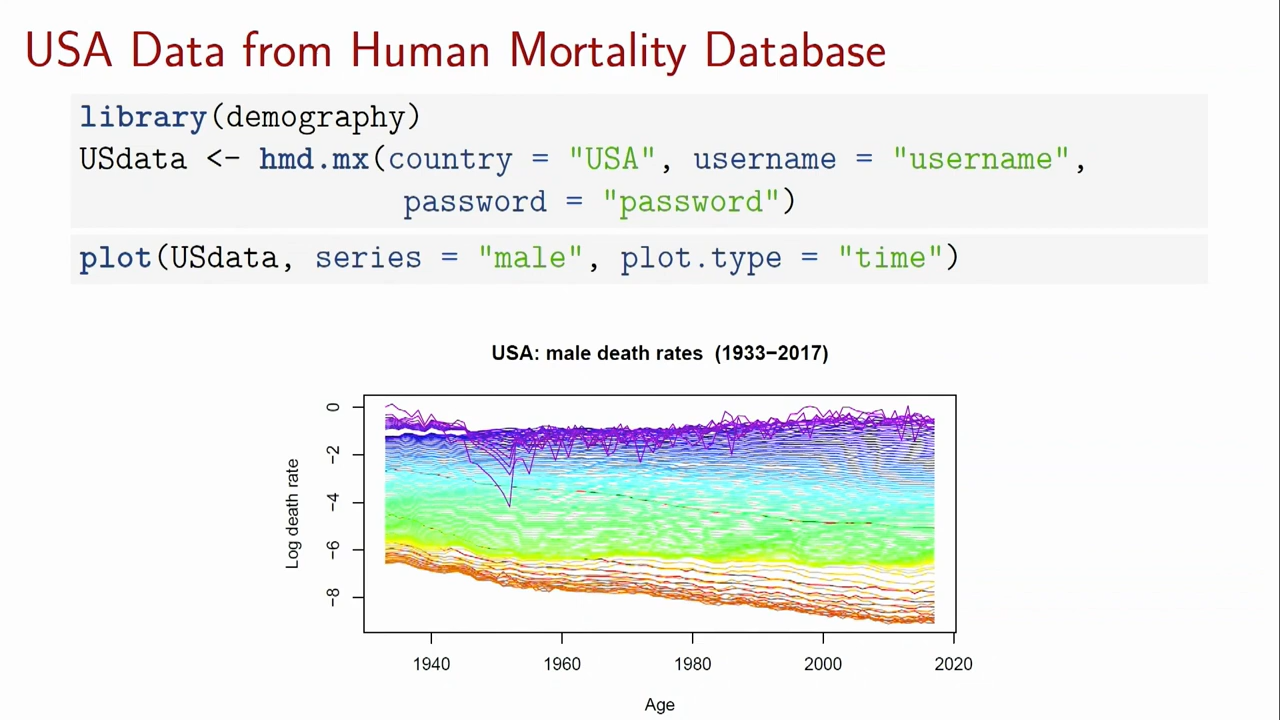 USA Data from Human Mortality Database
library(demography)
USdata <- hmd.mx(country = "USA", username = "username",
password = "password")
plot(USdata, series = "male", plot.type = "time")
USA: male death rates (1933−2017)
Log death rate
0
−2
−4
−6
−8
1940 1960 1980 2000 2020
Age